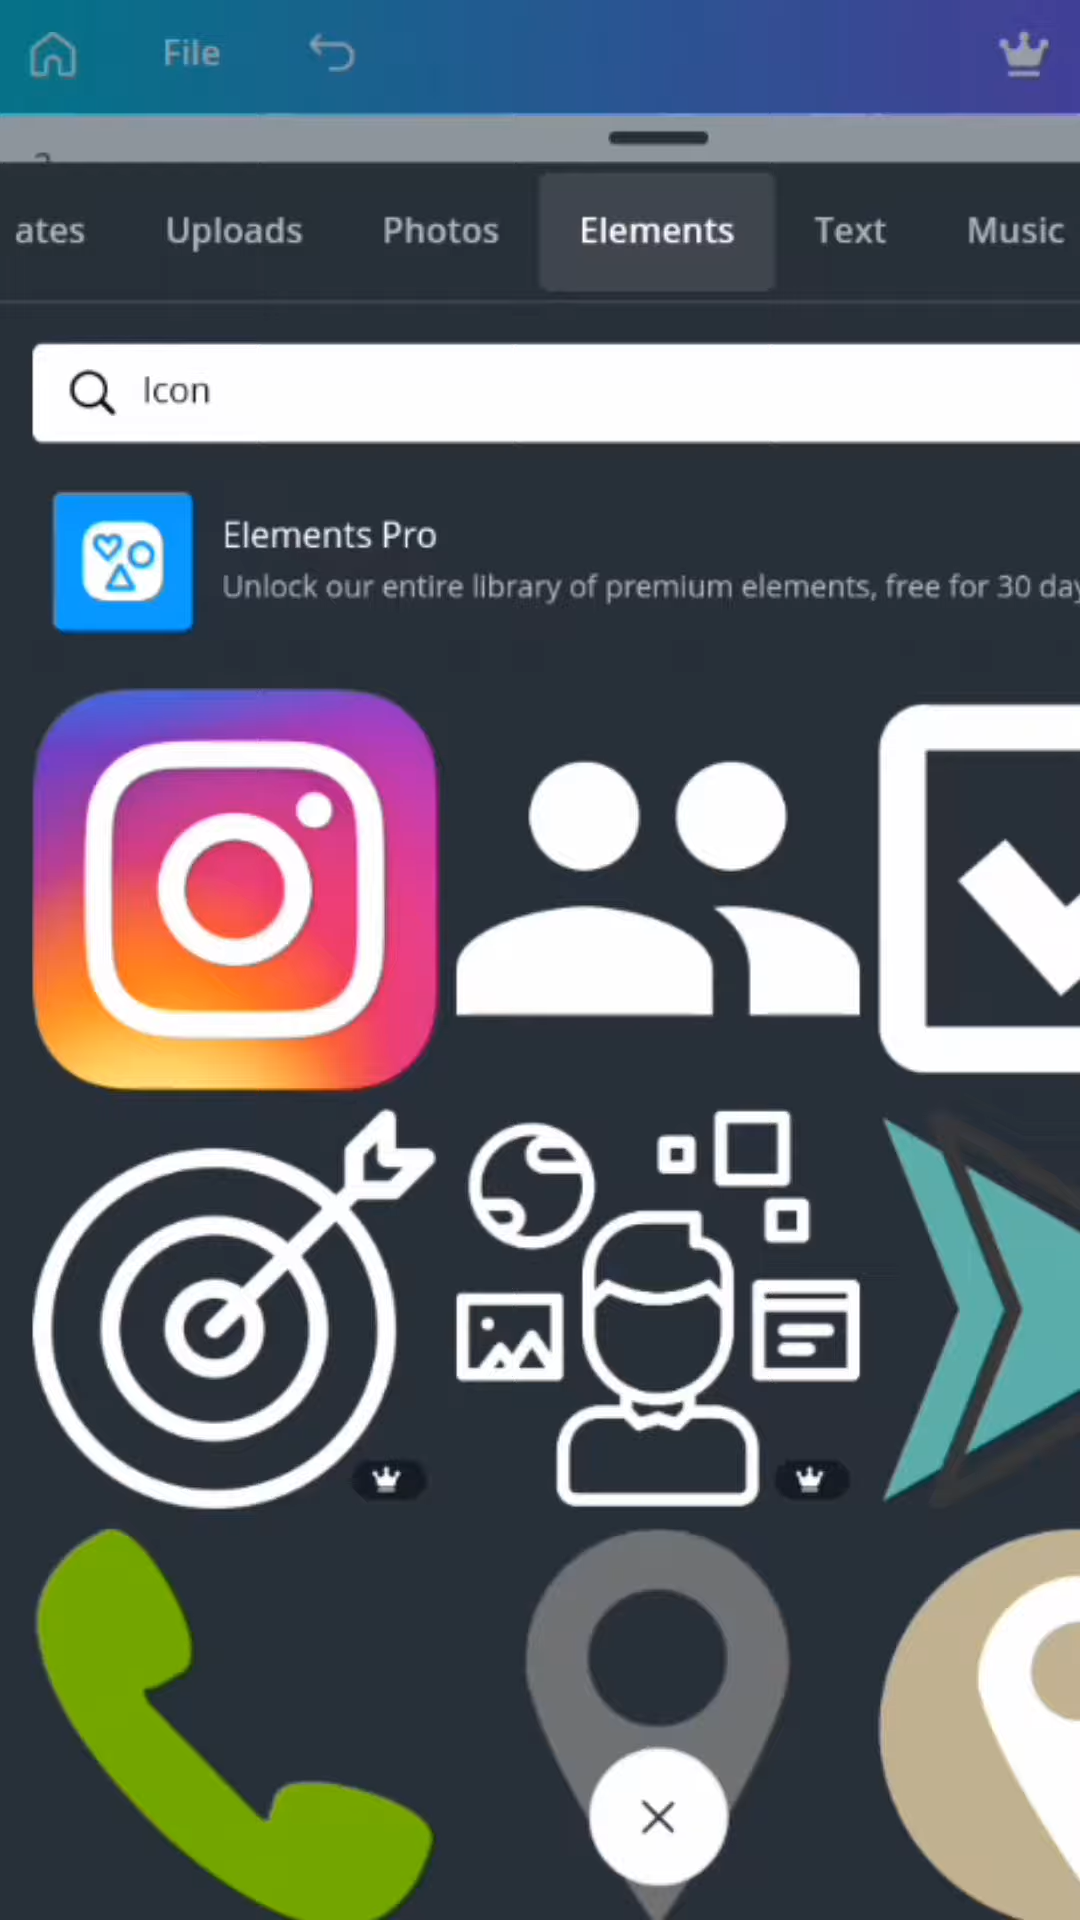 File
ates Uploads Photos Elements Text Music
Icon
Elements Pro
Unlock our entire library of premium elements, free for 30 day